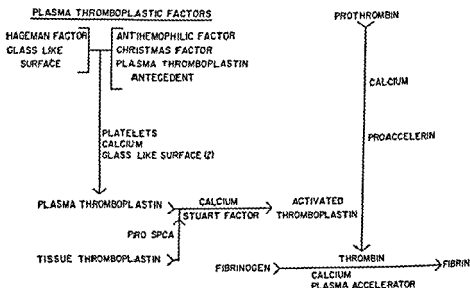 PLASMA THROMBOPLASTIC FACTORS
HAGEMAN FACTOR
GLASS LIKE
SURFACE
ANTIHEMOPHILIC FACTOR
CHRISTMAS FACTOR
PLASMA THROMBOPLASTIN
ANTECEDENT
PLATELETS
CALCIUM
GLASS LIKE SURFACE (?)
PLASMA THROMBOPLASTIN
CALCIUM
STUART FACTOR
PRO SPCA
TISSUE THROMBOPLASTIN
ACTIVATED
THROMBOPLASTIN
PROTHROMBIN
CALCIUM
PROACCELERIN
THROMBIN
FIBRINOGEN
CALCIUM
PLASMA ACCELERATOR
FIBRIN